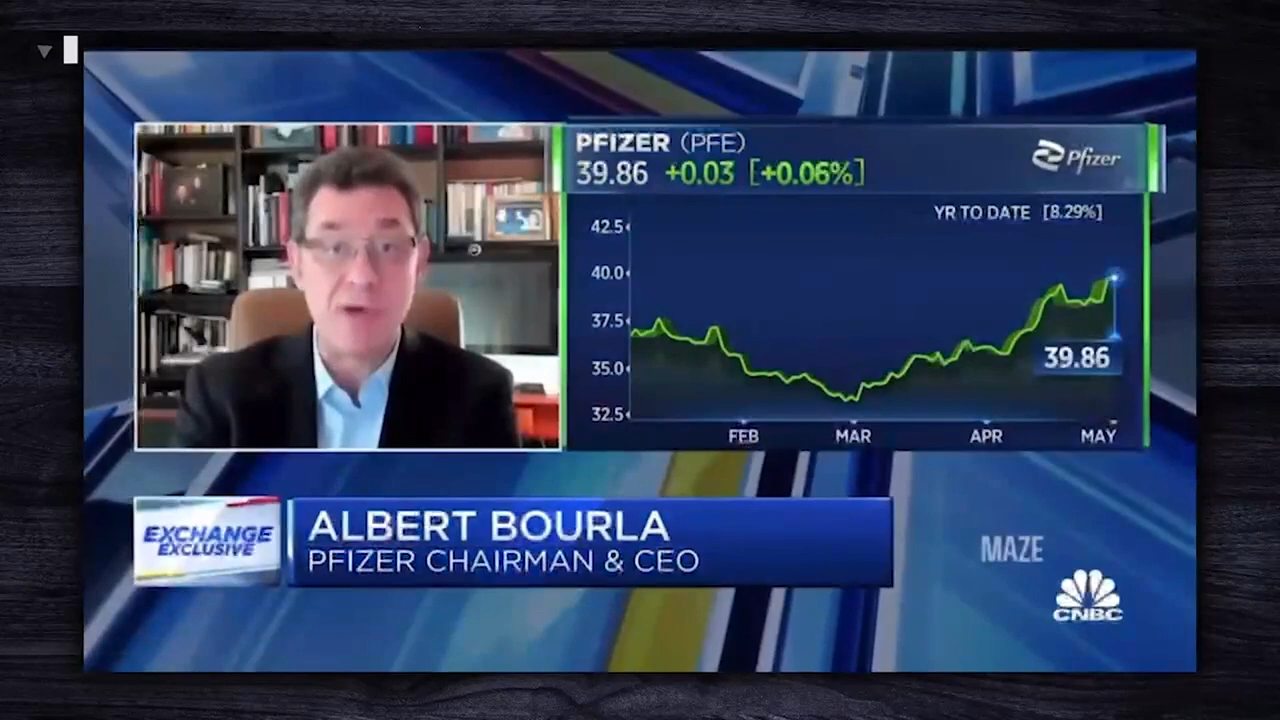 PFIZER (PFE)
39.86 +0.03 [+0.06%]
Pfizer
YR TO DATE [8.29%]
42.5
40.0
37.5
35.0
32.5
39.86
FEB MAR APR MAY
EXCHANGE
EXCLUSIVE
ALBERT BOURLA
PFIZER CHAIRMAN & CEO
MAZE
CNBC